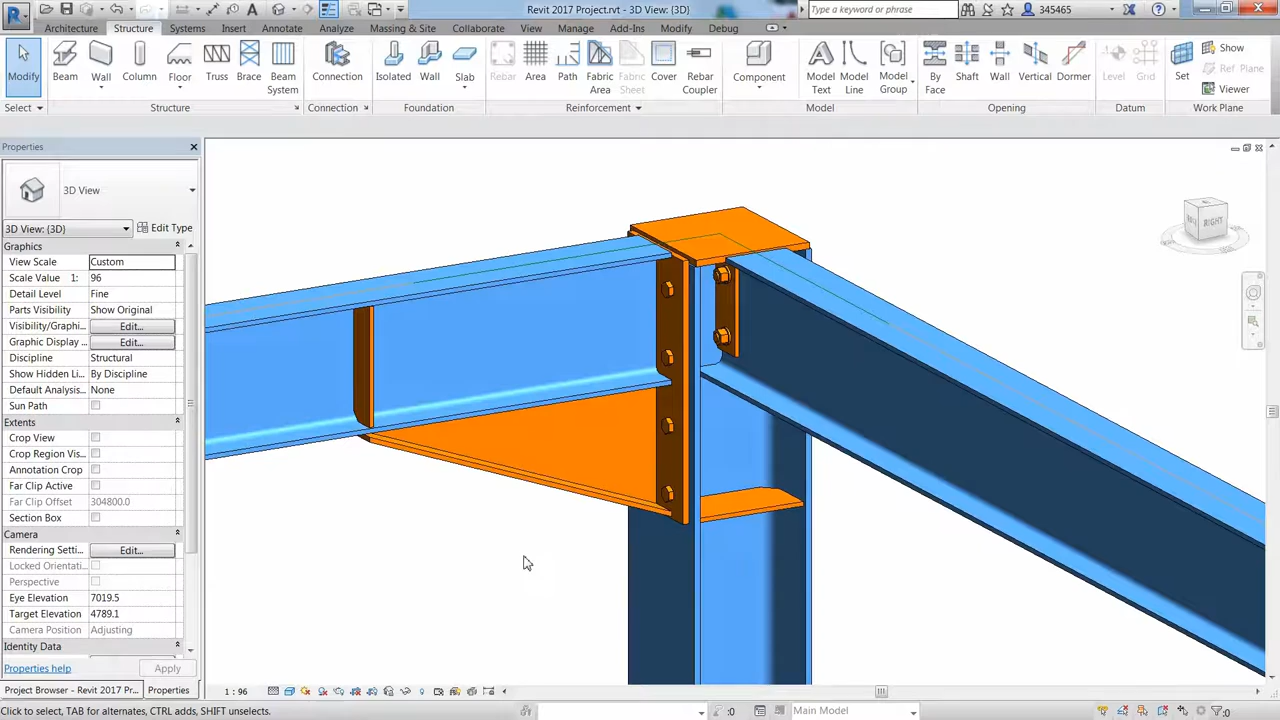 Revit 2017 Project.rvt - 3D View: {3D}
Type a keyword or phrase
345465
Architecture Structure Systems Insert Annotate Analyze Massing & Site Collaborate View Manage Modify Debug
Modify Beam Wall Column Floor Truss Brace Beam System Connection Isolated Wall Slab Rebar Area Path Fabric Area Fabric Sheet Cover Rebar Coupler Component Model Text Model Line Model Group By Face Shaft Wall Vertical Dormer Level Grid Set Show Ref Plane Viewer
Select Structure Connection Foundation Reinforcement Model Opening Datum Work Plane
Properties
3D View
3D View: {3D} Edit Type
Graphics
View Scale Custom
Scale Value 1: 96
Detail Level Fine
Parts Visibility Show Original
Visibility/Graphi... Edit...
Graphic Display ... Edit...
Discipline Structural
Show Hidden Li... By Discipline
Default Analysis... None
Sun Path
Extents
Crop View
Crop Region Vis...
Annotation Crop
Far Clip Active
Far Clip Offset 304800.0
Section Box
Camera
Rendering Setti... Edit...
Locked Orientati...
Perspective
Eye Elevation 7019.5
Target Elevation 4789.1
Camera Position Adjusting
Identity Data
Properties help Apply
Project Browser - Revit 2017 Pr... Properties
RIGHT
1 : 96
Click to select, TAB for alternates, CTRL adds, SHIFT unselects.
:0
Main Model
:0